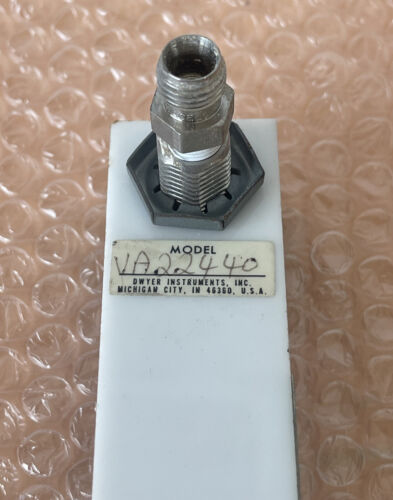 MODEL
VA22440
DWYER INSTRUMENTS, INC.
MICHIGAN CITY, IN 46360, U.S.A.